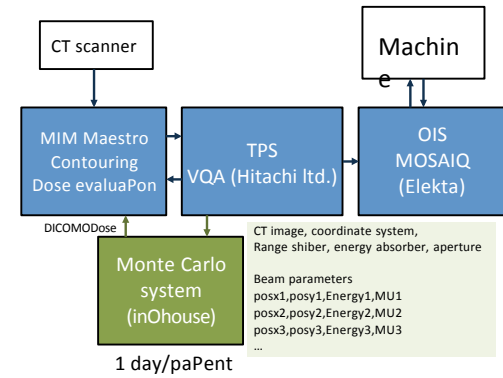 CT scanner
Machin
e
MIM Maestro
Contouring
Dose evaluaPon
TPS
VQA (Hitachi ltd.)
OIS
MOSAIQ
(Elekta)
DICOMODose
Monte Carlo
system
(inOhouse)
1 day/paPent
CT image, coordinate system,
Range shiber, energy absorber, aperture
Beam parameters
posx1,posy1,Energy1,MU1
posx2,posy2,Energy2,MU2
posx3,posy3,Energy3,MU3
…